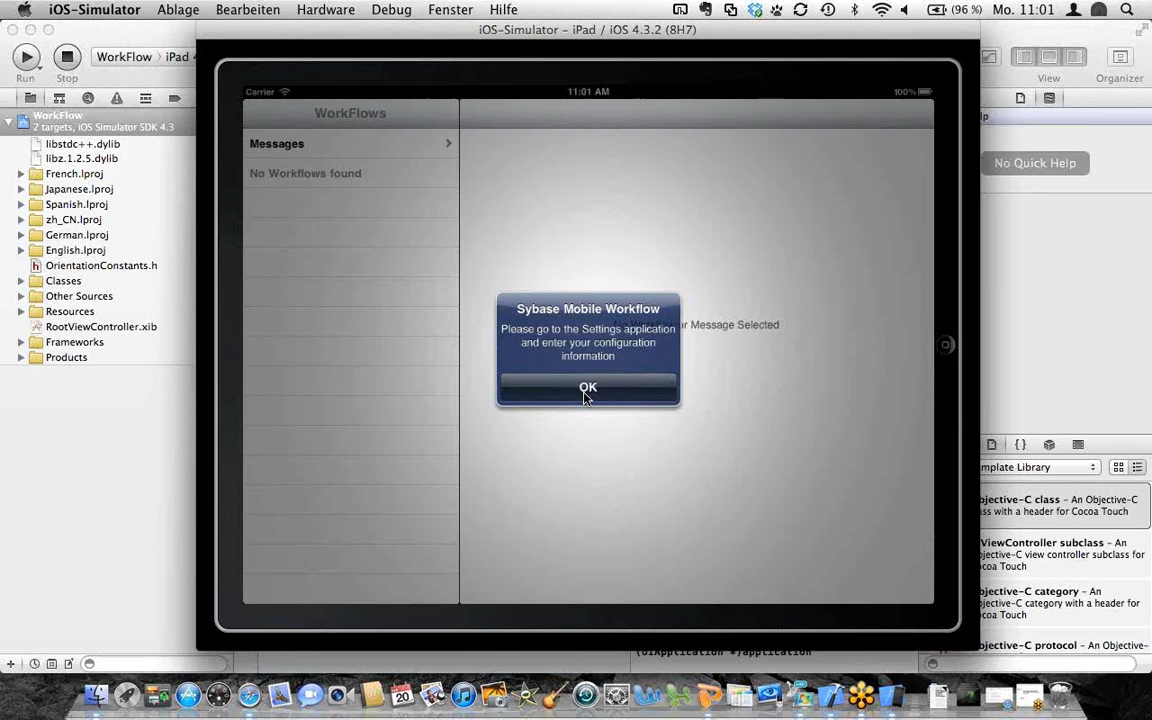 iOS-Simulator Ablage Bearbeiten Hardware Debug Fenster Hilfe (96 %) Mo. 11:01
iOS-Simulator – iPad / iOS 4.3.2 (8H7)
WorkFlow iPad
Run Stop View Organizer
WorkFlow
2 targets, iOS Simulator SDK 4.3
libstdc++.dylib
libz.1.2.5.dylib
French.lproj
Japanese.lproj
Spanish.lproj
zh_CN.lproj
German.lproj
English.lproj
OrientationConstants.h
Classes
Other Sources
Resources
RootViewController.xib
Frameworks
Products
Carrier 11:01 AM 100%
WorkFlows
Messages
No Workflows found
or Message Selected
Sybase Mobile Workflow
Please go to the Settings application
and enter your configuration
information
OK
No Quick Help
{}
mplate Library
bjective-C class – An Objective-C
lass with a header for Cocoa Touch
ViewController subclass – An
bjective-C view controller subclass for
ocoa Touch
bjective-C category – An
bjective-C category with a header for
ocoa Touch
bjective-C protocol – An Objective-
(UIApplication *)application
20